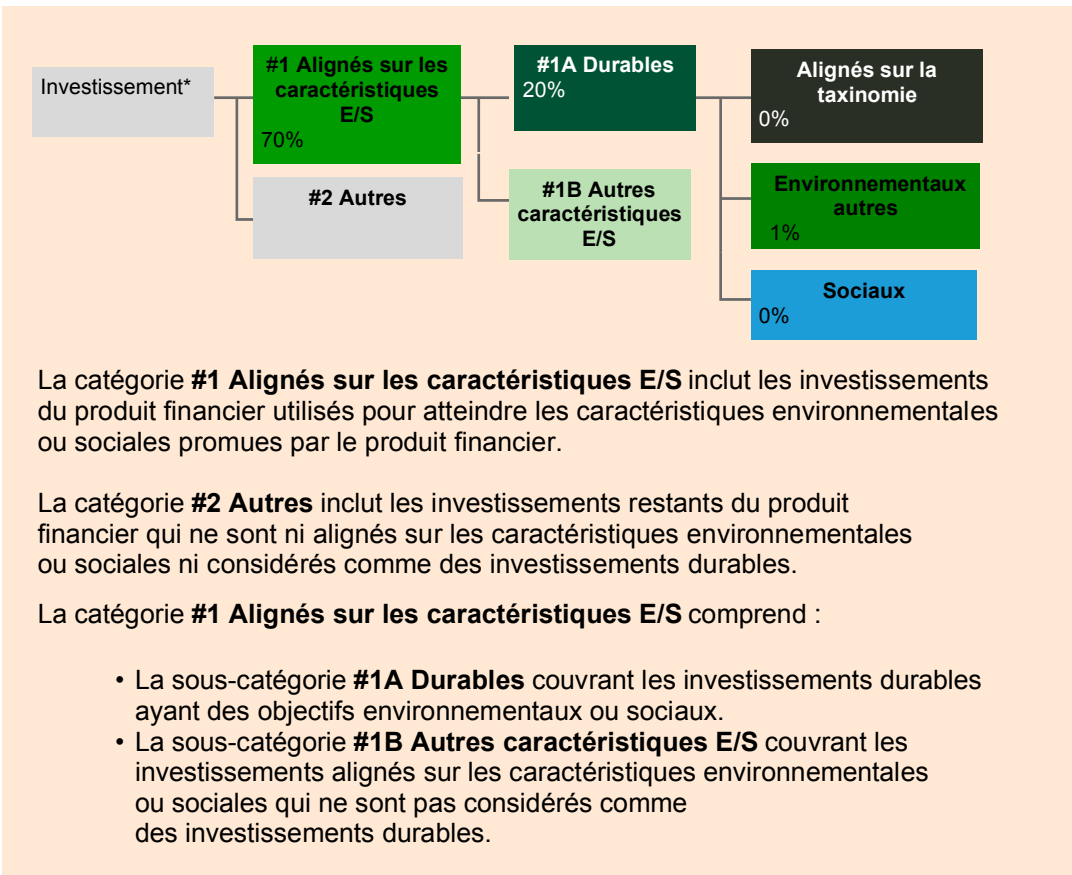 Investissement*
#1 Alignés sur les
caractéristiques
E/S
70%
#2 Autres
#1A Durables
20%
#1B Autres
caractéristiques
E/S
Alignés sur la
taxinomie
0%
Environnementaux
autres
1%
Sociaux
0%
La catégorie #1 Alignés sur les caractéristiques E/S inclut les investissements
du produit financier utilisés pour atteindre les caractéristiques environnementales
ou sociales promues par le produit financier.
La catégorie #2 Autres inclut les investissements restants du produit
financier qui ne sont ni alignés sur les caractéristiques environnementales
ou sociales ni considérés comme des investissements durables.
La catégorie #1 Alignés sur les caractéristiques E/S comprend :
• La sous-catégorie #1A Durables couvrant les investissements durables
ayant des objectifs environnementaux ou sociaux.
• La sous-catégorie #1B Autres caractéristiques E/S couvrant les
investissements alignés sur les caractéristiques environnementales
ou sociales qui ne sont pas considérés comme
des investissements durables.